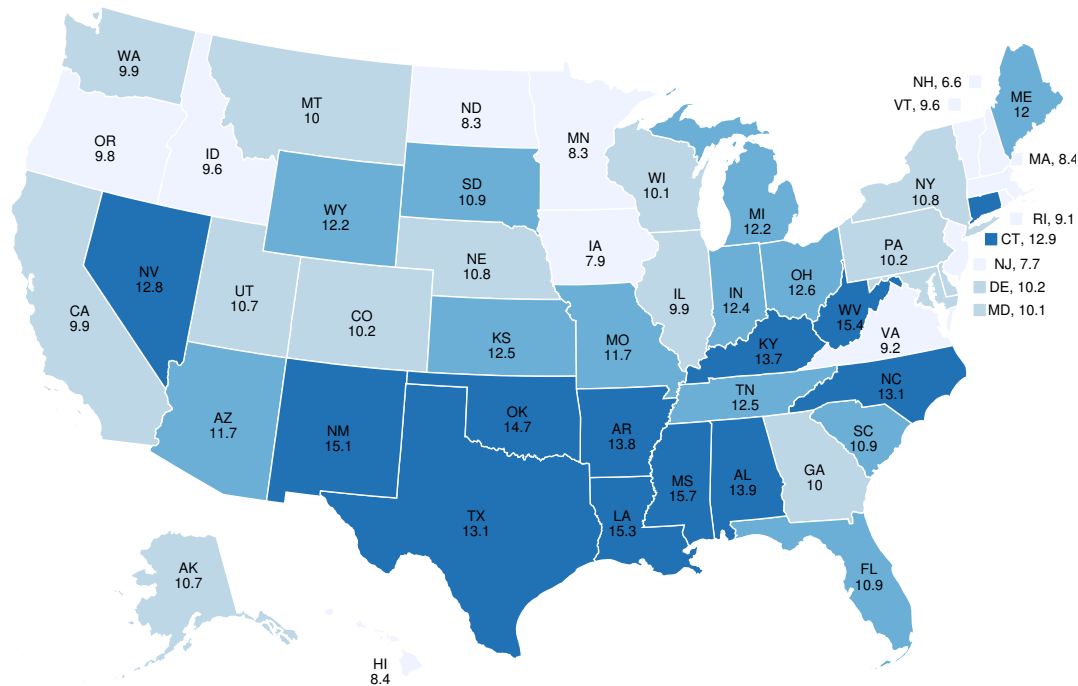 WA
9.9
MT
10
ND
8.3
MN
8.3
NH, 6.6
VT, 9.6
ME
12
OR
9.8
ID
9.6
MA, 8.4
WI
10.1
SD
10.9
NY
10.8
WY
12.2
MI
12.2
RI, 9.1
CT, 12.9
IA
7.9
PA
10.2
NE
10.8
NJ, 7.7
NV
12.8
OH
12.6
UT
10.7
IL
9.9
IN
12.4
DE, 10.2
CA
9.9
CO
10.2
WV
15.4
MD, 10.1
VA
9.2
KS
12.5
MO
11.7
KY
13.7
NC
13.1
TN
12.5
AZ
11.7
NM
15.1
OK
14.7
AR
13.8
SC
10.9
MS
15.7
AL
13.9
GA
10
TX
13.1
LA
15.3
AK
10.7
FL
10.9
HI
8.4